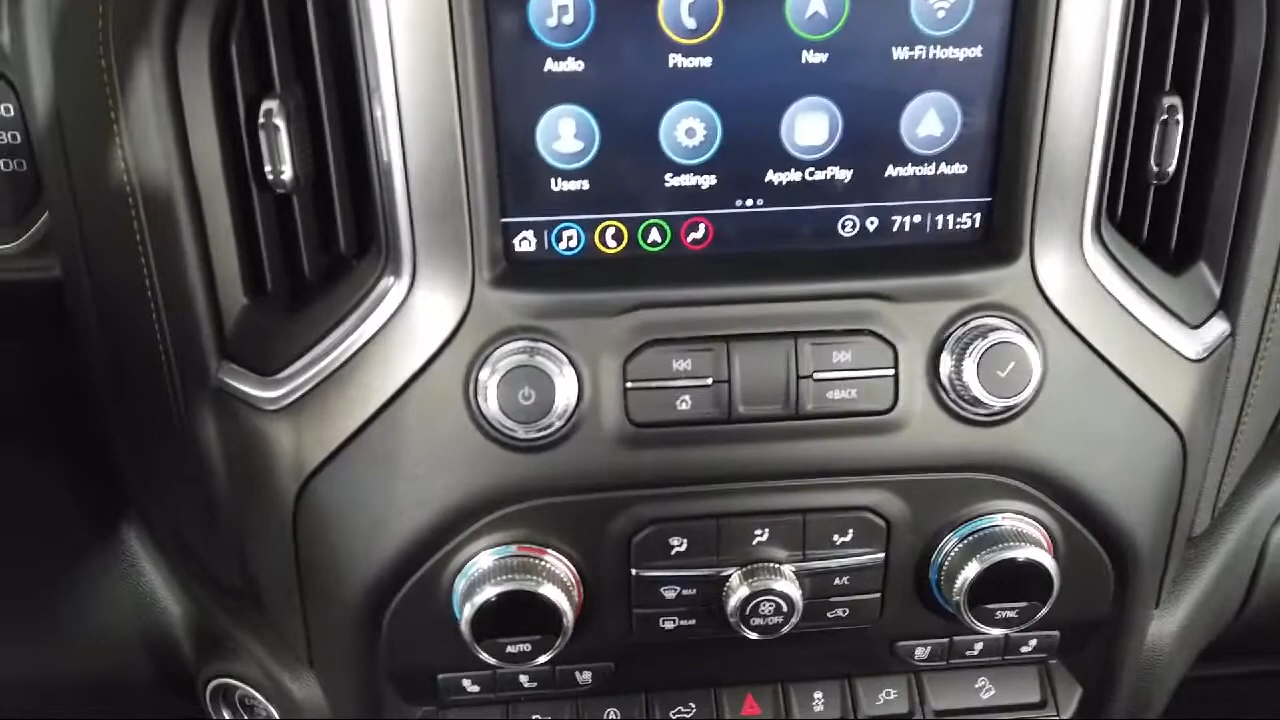 Audio
Phone
Nav
Wi-Fi Hotspot
Users
Settings
Apple CarPlay
Android Auto
2
71° 11:51
BACK
MAX
A/C
REAR
ON/OFF
AUTO
SYNC
OFF